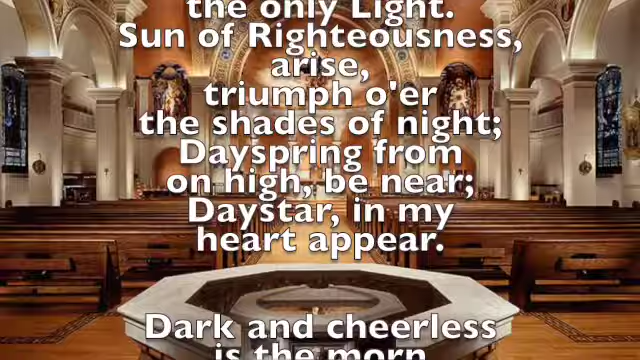 the only Light.
Sun of Righteousness,
arise,
triumph o'er
the shades of night;
Dayspring from
on high, be near;
Daystar, in my
heart appear.
Dark and cheerless
is the morn